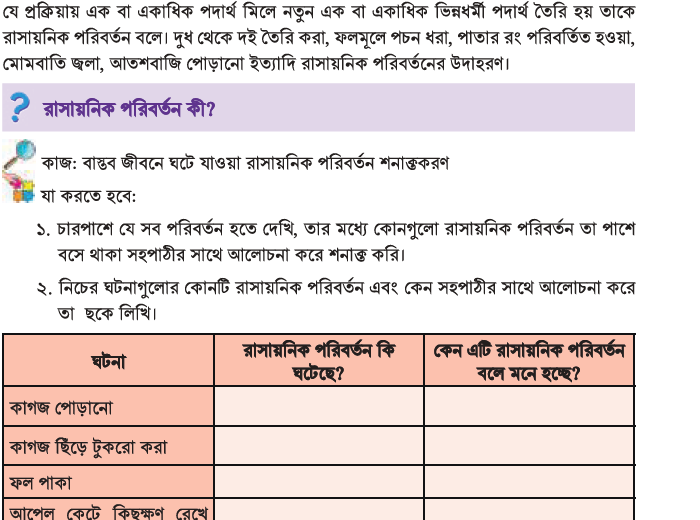 যে প্রক্রিয়ায় এক বা একাধিক পদার্থ মিলে নতুন এক বা একাধিক ভিন্নধর্মী পদার্থ তৈরি হয় তাকে
রাসায়নিক পরিবর্তন বলে। দুধ থেকে দই তৈরি করা, ফলমূলে পচন ধরা, পাতার রং পরিবর্তিত হওয়া,
মোমবাতি জ্বলা, আতশবাজি পোড়ানো ইত্যাদি রাসায়নিক পরিবর্তনের উদাহরণ।
? রাসায়নিক পরিবর্তন কী?
কাজ: বাস্তব জীবনে ঘটে যাওয়া রাসায়নিক পরিবর্তন শনাক্তকরণ
যা করতে হবে:
১. চারপাশে যে সব পরিবর্তন হতে দেখি, তার মধ্যে কোনগুলো রাসায়নিক পরিবর্তন তা পাশে
বসে থাকা সহপাঠীর সাথে আলোচনা করে শনাক্ত করি।
২. নিচের ঘটনাগুলোর কোনটি রাসায়নিক পরিবর্তন এবং কেন সহপাঠীর সাথে আলোচনা করে
তা ছকে লিখি।
ঘটনা
রাসায়নিক পরিবর্তন কি
ঘটেছে?
কেন এটি রাসায়নিক পরিবর্তন
বলে মনে হচ্ছে?
কাগজ পোড়ানো
কাগজ ছিঁড়ে টুকরো করা
ফল পাকা
আপেল কেটে কিছুক্ষণ রেখে